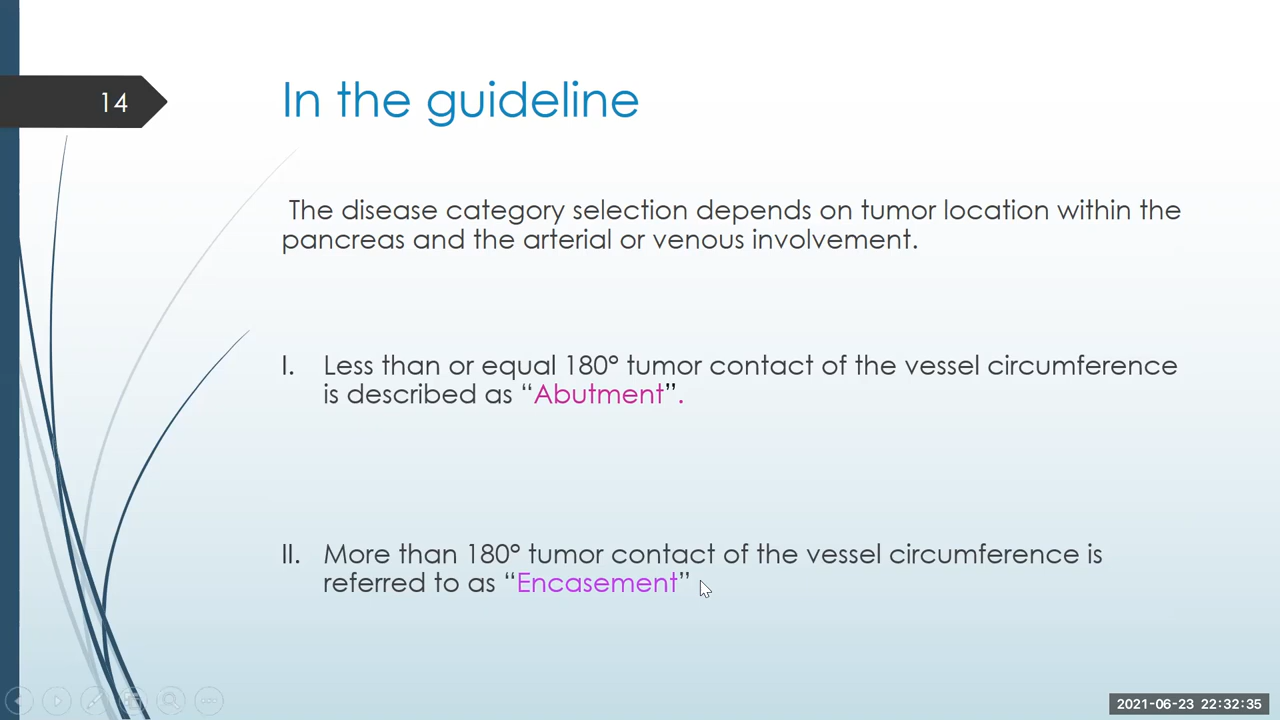 14
In the guideline
The disease category selection depends on tumor location within the
pancreas and the arterial or venous involvement.
I. Less than or equal 180° tumor contact of the vessel circumference
is described as “Abutment”.
II. More than 180° tumor contact of the vessel circumference is
referred to as “Encasement”
2021-06-23 22:32:35